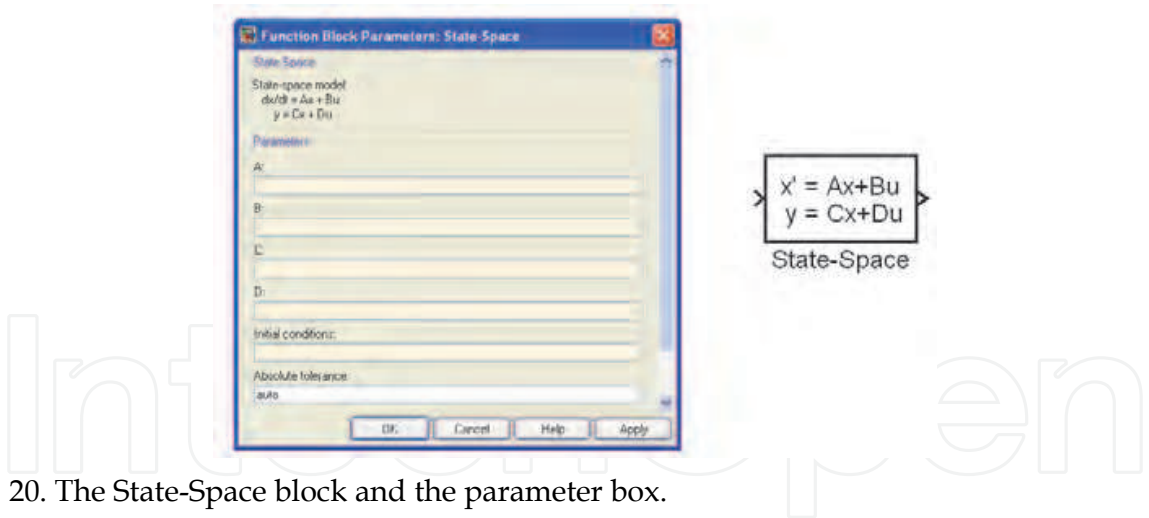 Function Block Parameters: State-Space
State Space
State-space model:
dx/dt = Ax + Bu
y = Cx + Du
Parameters
A:
B:
C:
D:
Initial conditions:
Absolute tolerance:
auto
OK Cancel Help Apply
x' = Ax+Bu
y = Cx+Du
State-Space
IntechOpen
20. The State-Space block and the parameter box.